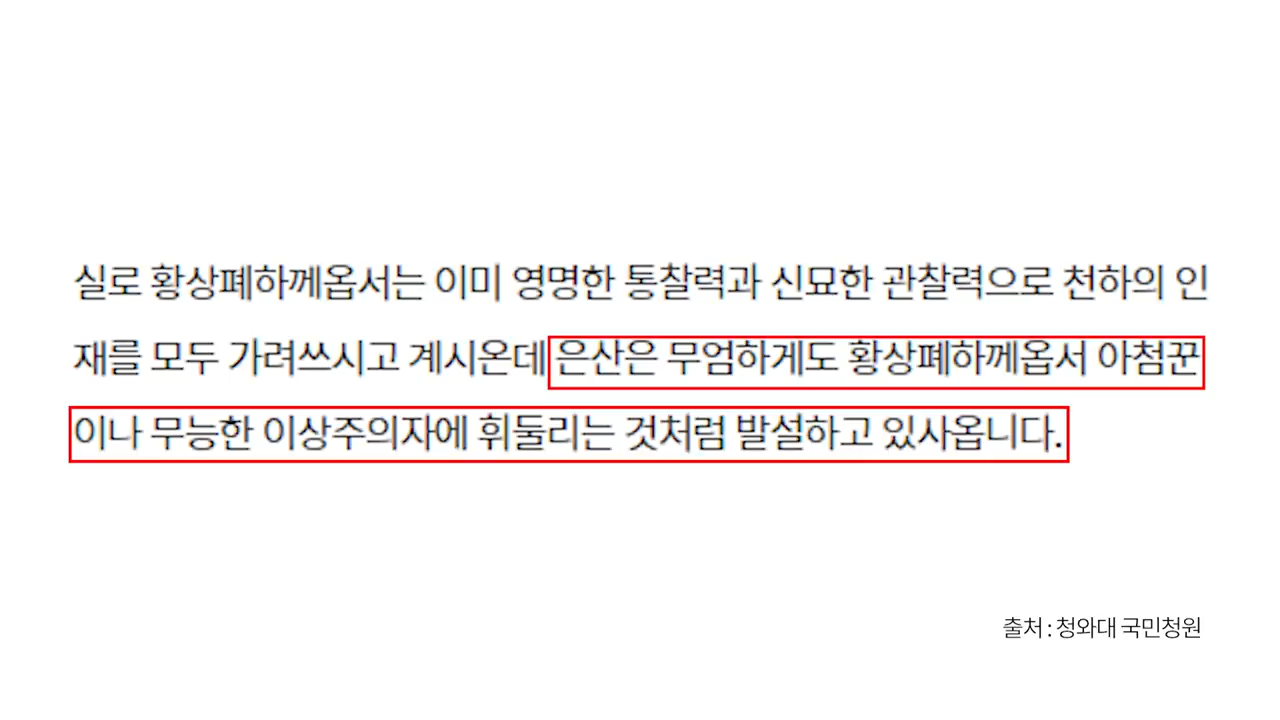 실로 황상폐하께옵서는 이미 영명한 통찰력과 신묘한 관찰력으로 천하의 인
재를 모두 가려쓰시고 계시온데 은산은 무엄하게도 황상폐하께옵서 아첨꾼
이나 무능한 이상주의자에 휘둘리는 것처럼 발설하고 있사옵니다.
출처 : 청와대 국민청원